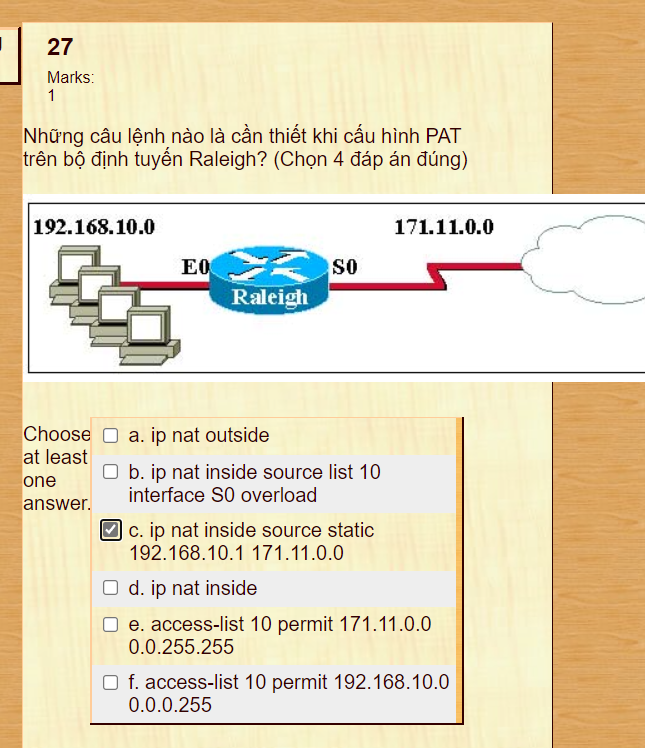 27
Marks:
1
Những câu lệnh nào là cần thiết khi cấu hình PAT
trên bộ định tuyến Raleigh? (Chọn 4 đáp án đúng)
192.168.10.0
171.11.0.0
E0
S0
Raleigh
Choose
at least
one
answer.
a. ip nat outside
b. ip nat inside source list 10
interface S0 overload
c. ip nat inside source static
192.168.10.1 171.11.0.0
d. ip nat inside
e. access-list 10 permit 171.11.0.0
0.0.255.255
f. access-list 10 permit 192.168.10.0
0.0.0.255